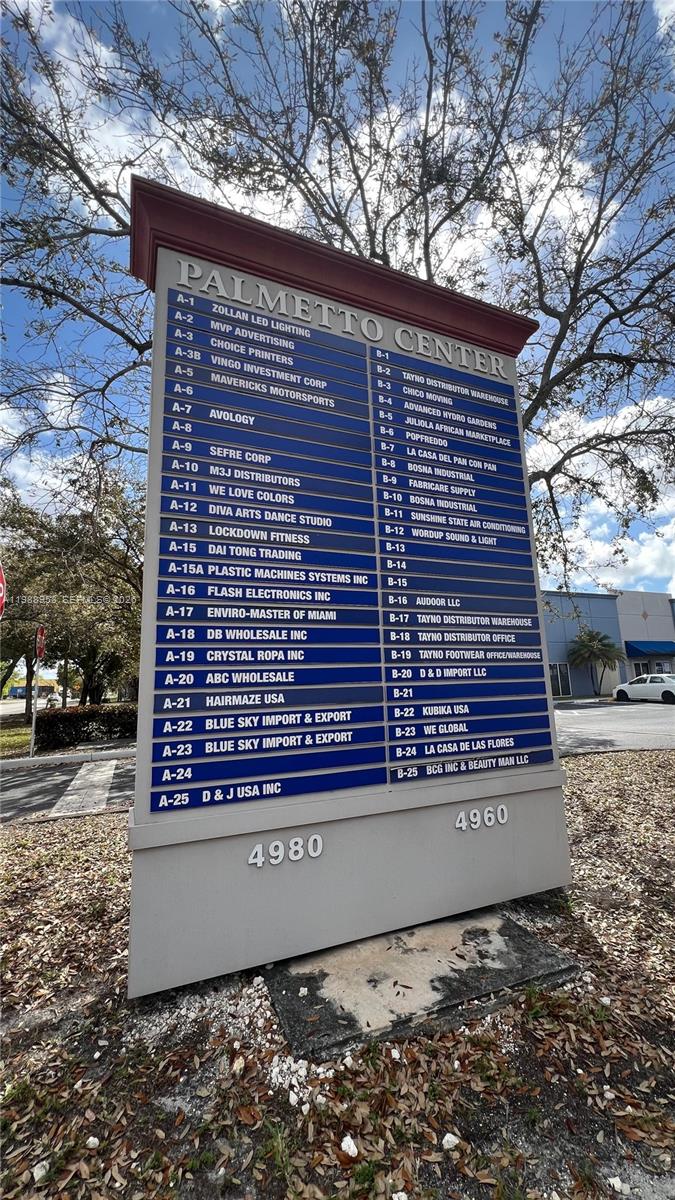 PALMETTO CENTER
A-1 ZOLLAN LED LIGHTING
A-2 MVP ADVERTISING
A-3 CHOICE PRINTERS
A-3B VINGO INVESTMENT CORP
A-5 MAVERICKS MOTORSPORTS
A-6
A-7 AVOLOGY
A-8
A-9 SEFRE CORP
A-10 M3J DISTRIBUTORS
A-11 WE LOVE COLORS
A-12 DIVA ARTS DANCE STUDIO
A-13 LOCKDOWN FITNESS
A-15 DAI TONG TRADING
A-15A PLASTIC MACHINES SYSTEMS INC
A-16 FLASH ELECTRONICS INC
A-17 ENVIRO-MASTER OF MIAMI
A-18 DB WHOLESALE INC
A-19 CRYSTAL ROPA INC
A-20 ABC WHOLESALE
A-21 HAIRMAZE USA
A-22 BLUE SKY IMPORT & EXPORT
A-23 BLUE SKY IMPORT & EXPORT
A-24
A-25 D & J USA INC
B-1
B-2 TAYNO DISTRIBUTOR WAREHOUSE
B-3 CHICO MOVING
B-4 ADVANCED HYDRO GARDENS
B-5 JULIOLA AFRICAN MARKETPLACE
B-6 POPFREDDO
B-7 LA CASA DEL PAN CON PAN
B-8 BOSNA INDUSTRIAL
B-9 FABRICARE SUPPLY
B-10 BOSNA INDUSTRIAL
B-11 SUNSHINE STATE AIR CONDITIONING
B-12 WORDUP SOUND & LIGHT
B-13
B-14
B-15
B-16 AUDOOR LLC
B-17 TAYNO DISTRIBUTOR WAREHOUSE
B-18 TAYNO DISTRIBUTOR OFFICE
B-19 TAYNO FOOTWEAR OFFICE/WAREHOUSE
B-20 D & D IMPORT LLC
B-21
B-22 KUBIKA USA
B-23 WE GLOBAL
B-24 LA CASA DE LAS FLORES
B-25 BCG INC & BEAUTY MAN LLC
4980
4960